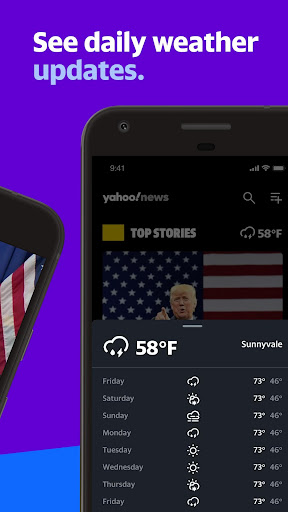 See daily weather
updates.
9:41
yahoo!news
TOP STORIES 58°F
58°F Sunnyvale
Friday 73° 46°
Saturday 73° 46°
Sunday 73° 46°
Monday 73° 46°
Tuesday 73° 46°
Wednesday 73° 46°
Thursday 73° 46°
Friday 73° 46°